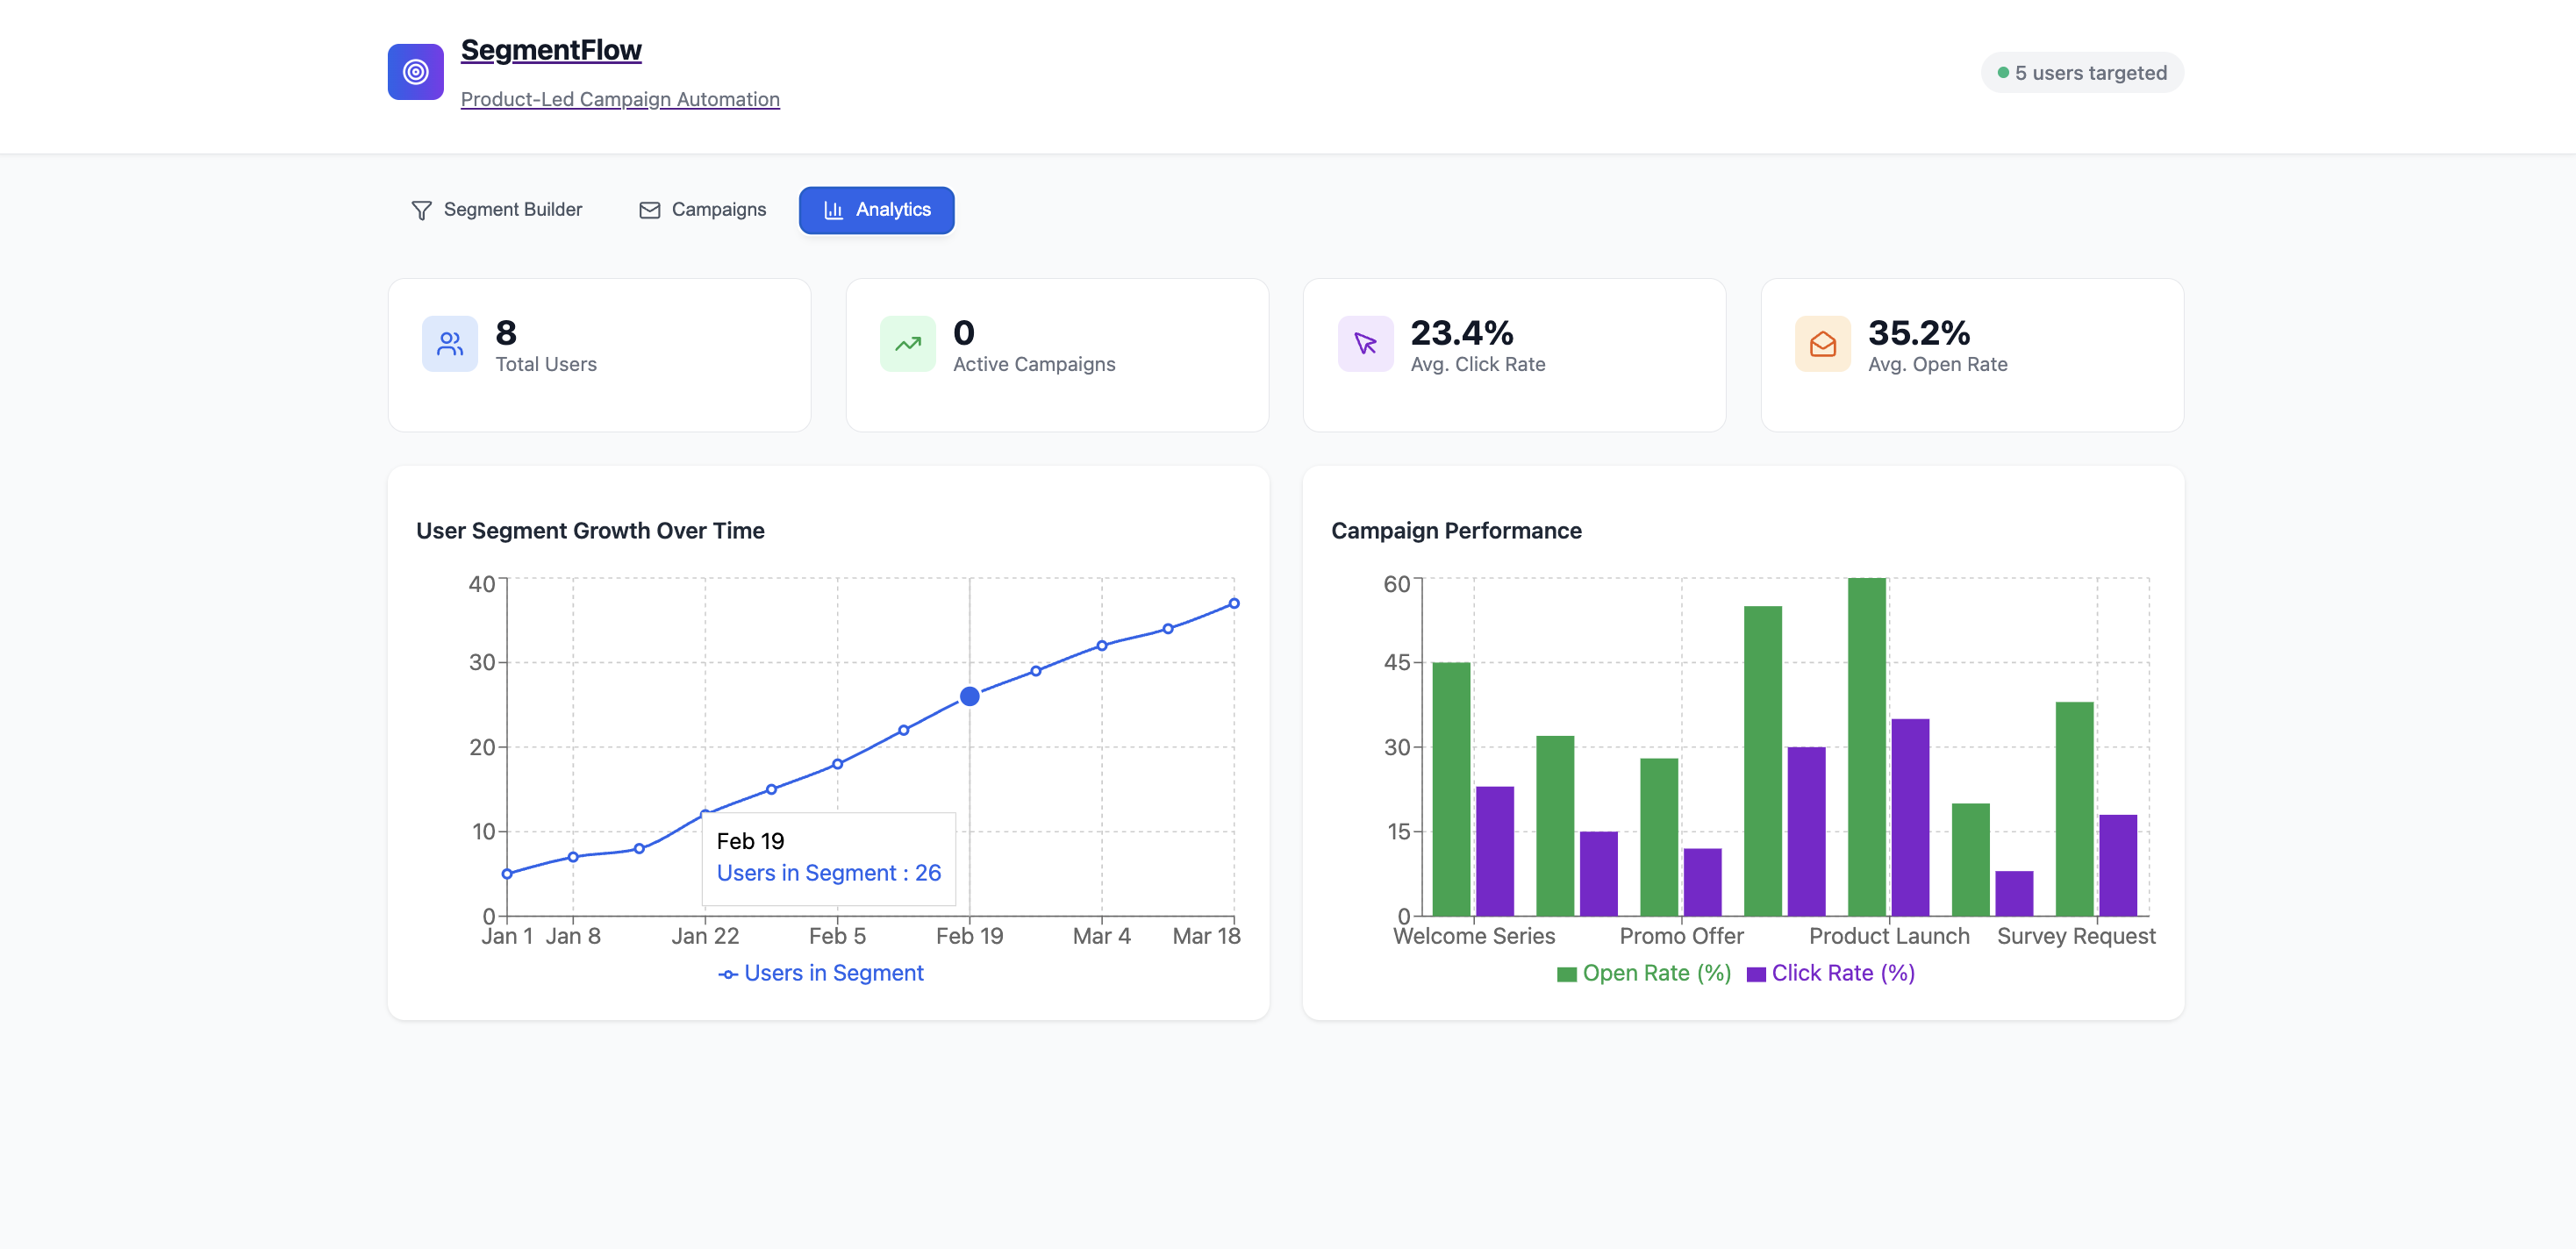 SegmentFlow
Product-Led Campaign Automation
5 users targeted
Segment Builder
Campaigns
Analytics
8
Total Users
0
Active Campaigns
23.4%
Avg. Click Rate
35.2%
Avg. Open Rate
User Segment Growth Over Time
40
30
20
10
0
Feb 19
Users in Segment : 26
Jan 1 Jan 8 Jan 22 Feb 5 Feb 19 Mar 4 Mar 18
Users in Segment
Campaign Performance
60
45
30
15
0
Welcome Series Promo Offer Product Launch Survey Request
Open Rate (%) Click Rate (%)